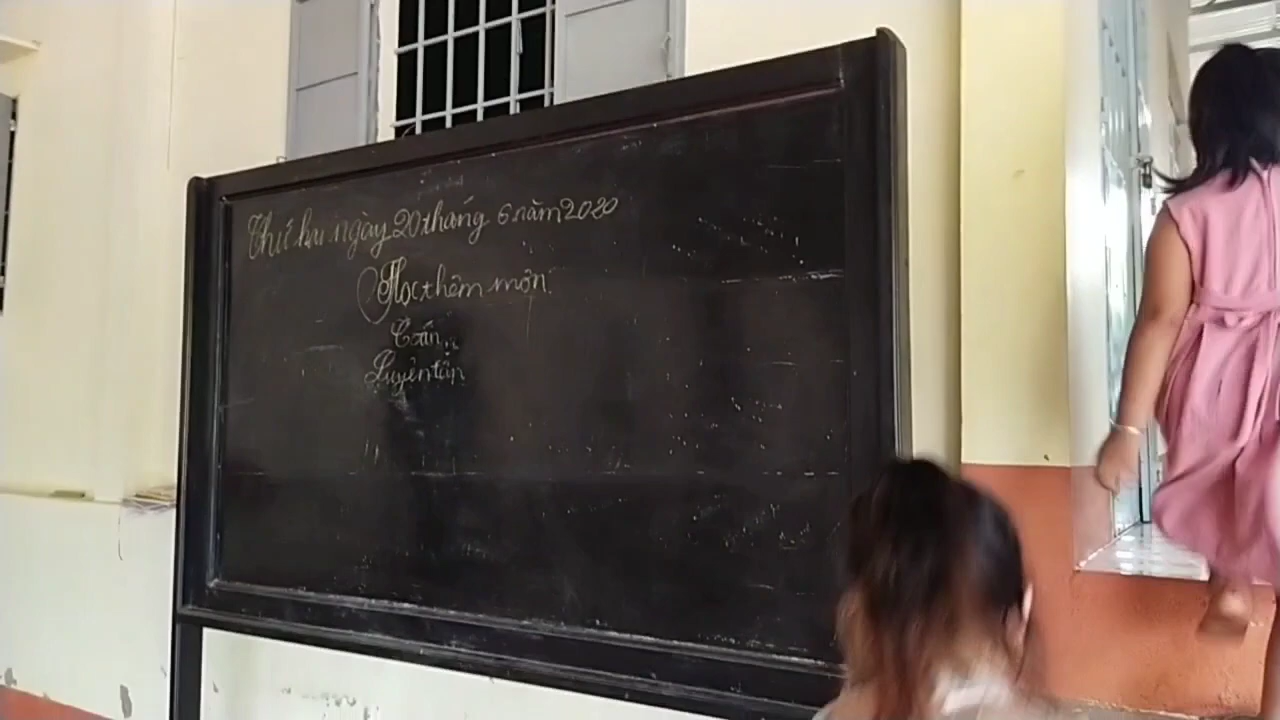 Thứ hai ngày 20 tháng 6 năm 2020
Học thêm môn:
Toán
Luyện tập